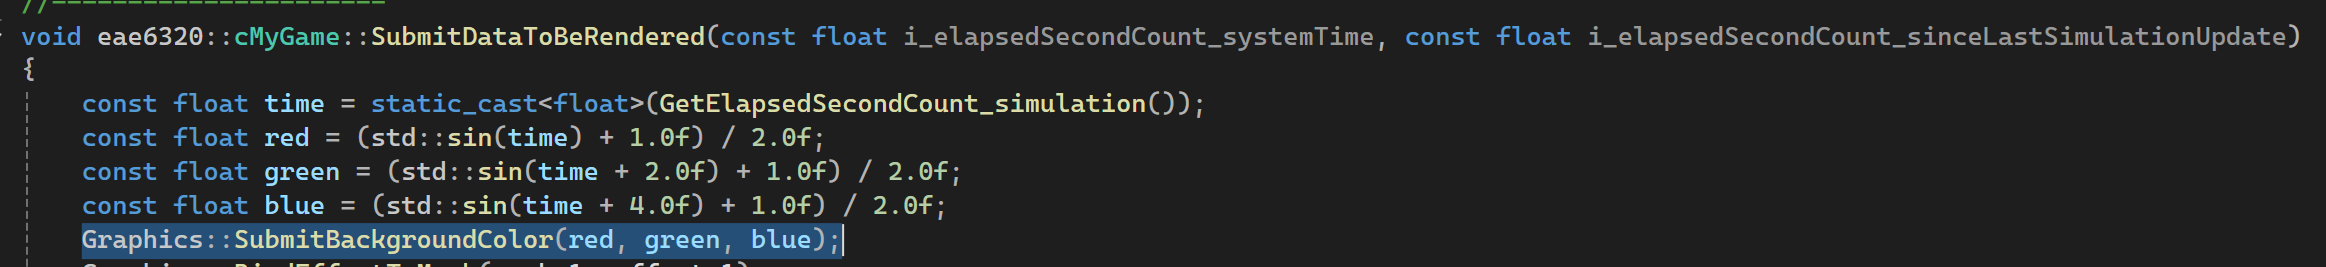 //----------------------
void eae6320::cMyGame::SubmitDataToBeRendered(const float i_elapsedSecondCount_systemTime, const float i_elapsedSecondCount_sinceLastSimulationUpdate)
{
const float time = static_cast<float>(GetElapsedSecondCount_simulation());
const float red = (std::sin(time) + 1.0f) / 2.0f;
const float green = (std::sin(time + 2.0f) + 1.0f) / 2.0f;
const float blue = (std::sin(time + 4.0f) + 1.0f) / 2.0f;
Graphics::SubmitBackgroundColor(red, green, blue);